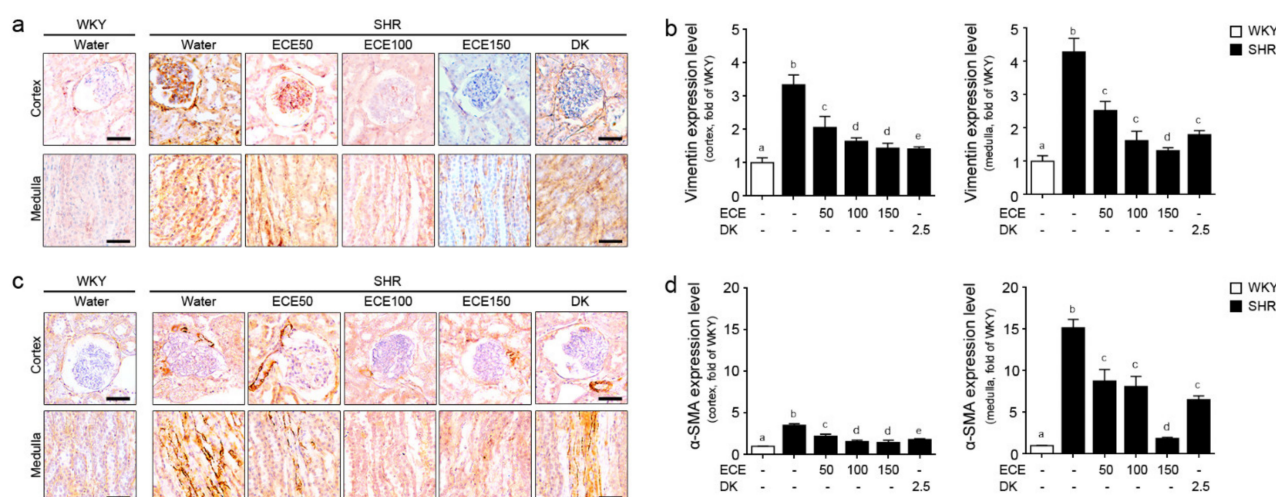 a
WKY SHR
Water Water ECE50 ECE100 ECE150 DK
Cortex
Medulla
b
Vimentin expression level
(cortex, fold of WKY)
5
4
3
2
1
0
a b c d d e
ECE - - 50 100 150 -
DK - - - - - 2.5
Vimentin expression level
(medulla, fold of WKY)
5
4
3
2
1
0
a b c c d c
ECE - - 50 100 150 -
DK - - - - - 2.5
WKY
SHR
c
WKY SHR
Water Water ECE50 ECE100 ECE150 DK
Cortex
Medulla
d
α-SMA expression level
(cortex, fold of WKY)
20
15
10
5
0
a b c d d e
ECE - - 50 100 150 -
DK - - - - - 2.5
α-SMA expression level
(medulla, fold of WKY)
20
15
10
5
0
a b c c d c
ECE - - 50 100 150 -
DK - - - - - 2.5
WKY
SHR